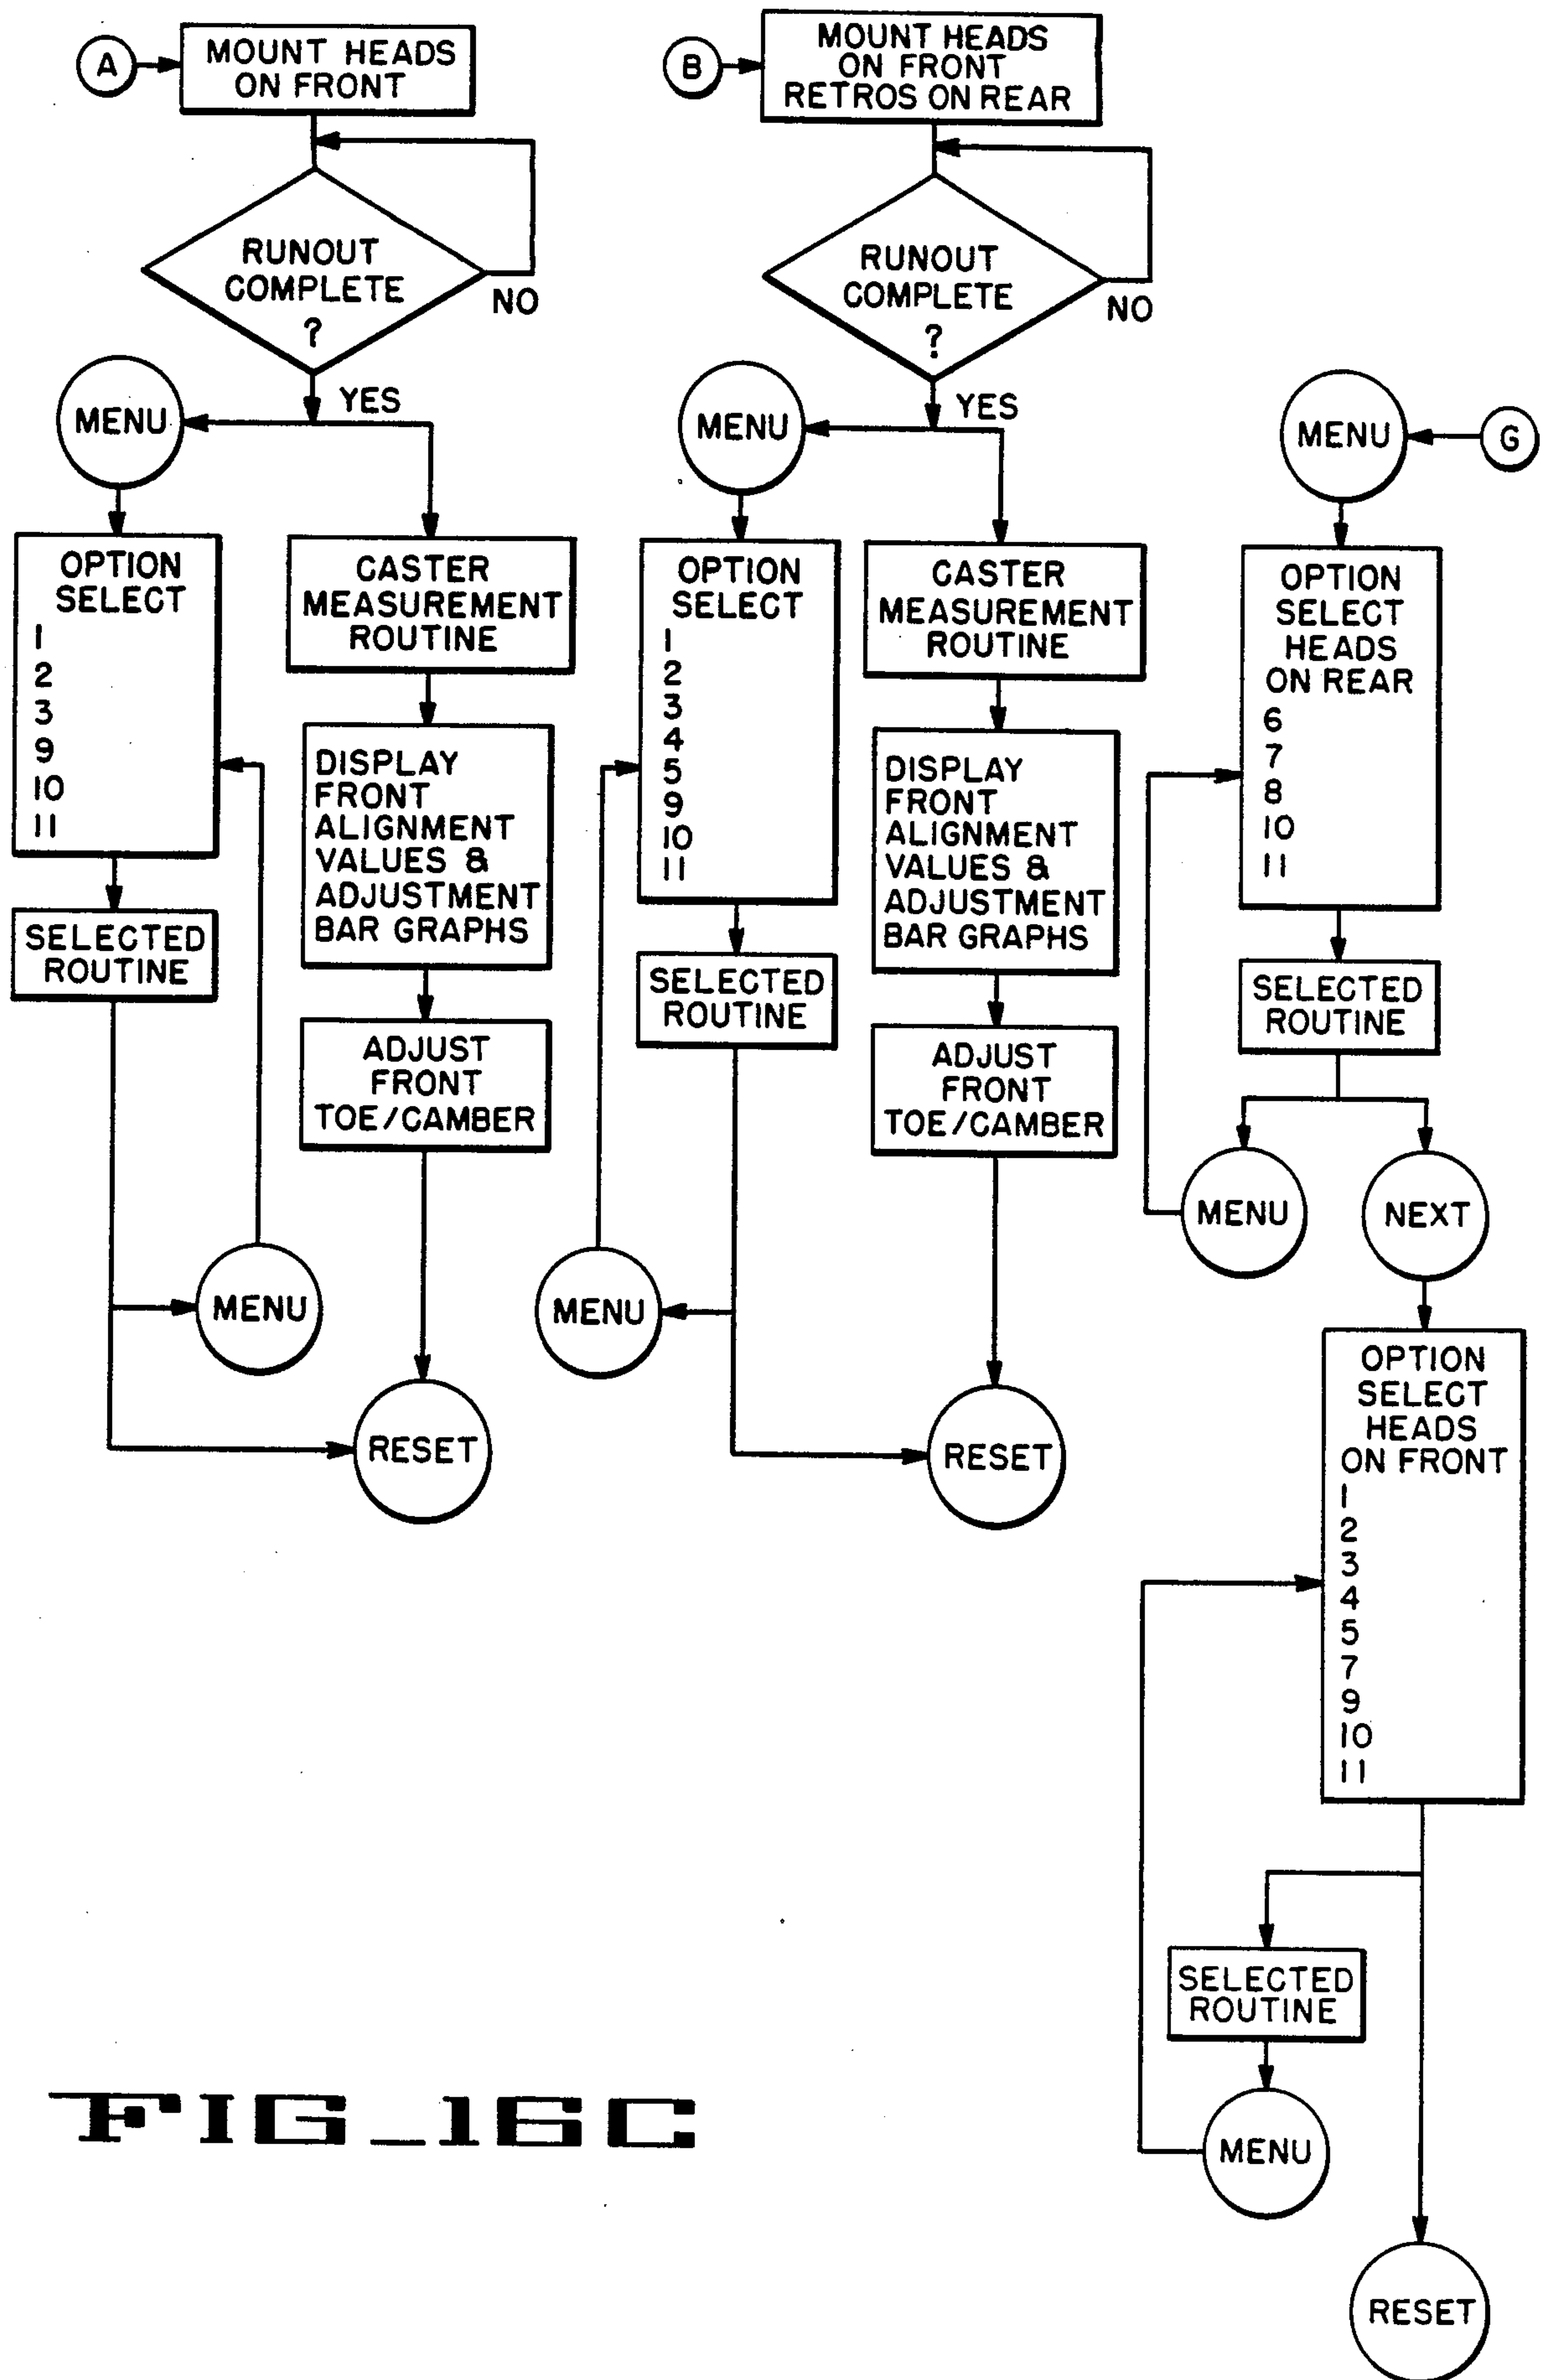 A
MOUNT HEADS
ON FRONT
RUNOUT
COMPLETE
?
NO
YES
MENU
OPTION
SELECT
1
2
3
9
10
11
SELECTED
ROUTINE
MENU
CASTER
MEASUREMENT
ROUTINE
DISPLAY
FRONT
ALIGNMENT
VALUES &
ADJUSTMENT
BAR GRAPHS
ADJUST
FRONT
TOE/CAMBER
RESET
B
MOUNT HEADS
ON FRONT
RETROS ON REAR
RUNOUT
COMPLETE
?
NO
YES
MENU
OPTION
SELECT
1
2
3
4
5
9
10
11
SELECTED
ROUTINE
MENU
CASTER
MEASUREMENT
ROUTINE
DISPLAY
FRONT
ALIGNMENT
VALUES &
ADJUSTMENT
BAR GRAPHS
ADJUST
FRONT
TOE/CAMBER
RESET
MENU
G
OPTION
SELECT
HEADS
ON REAR
6
7
8
10
11
SELECTED
ROUTINE
MENU
NEXT
OPTION
SELECT
HEADS
ON FRONT
1
2
3
4
5
7
9
10
11
SELECTED
ROUTINE
MENU
RESET
FIG_16C